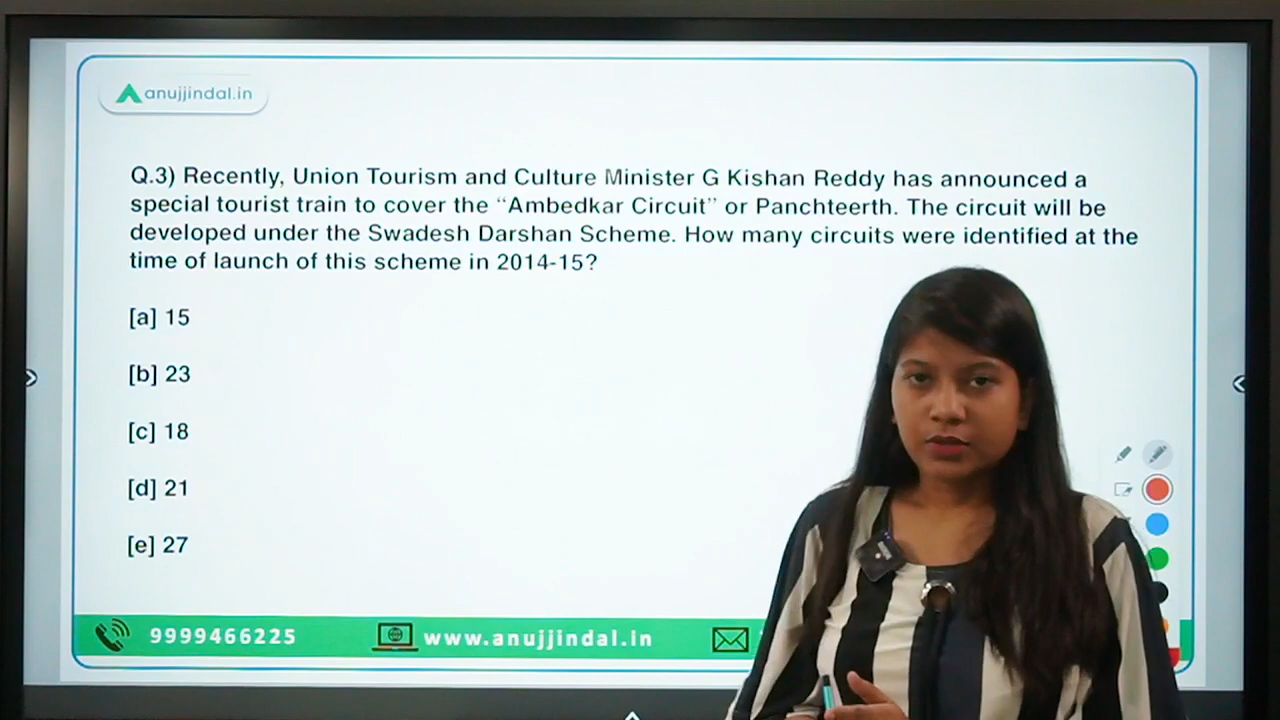 anujjindal.in
Q.3) Recently, Union Tourism and Culture Minister G Kishan Reddy has announced a
special tourist train to cover the “Ambedkar Circuit” or Panchteerth. The circuit will be
developed under the Swadesh Darshan Scheme. How many circuits were identified at the
time of launch of this scheme in 2014-15?
[a] 15
[b] 23
[c] 18
[d] 21
[e] 27
9999466225 www.anujjindal.in